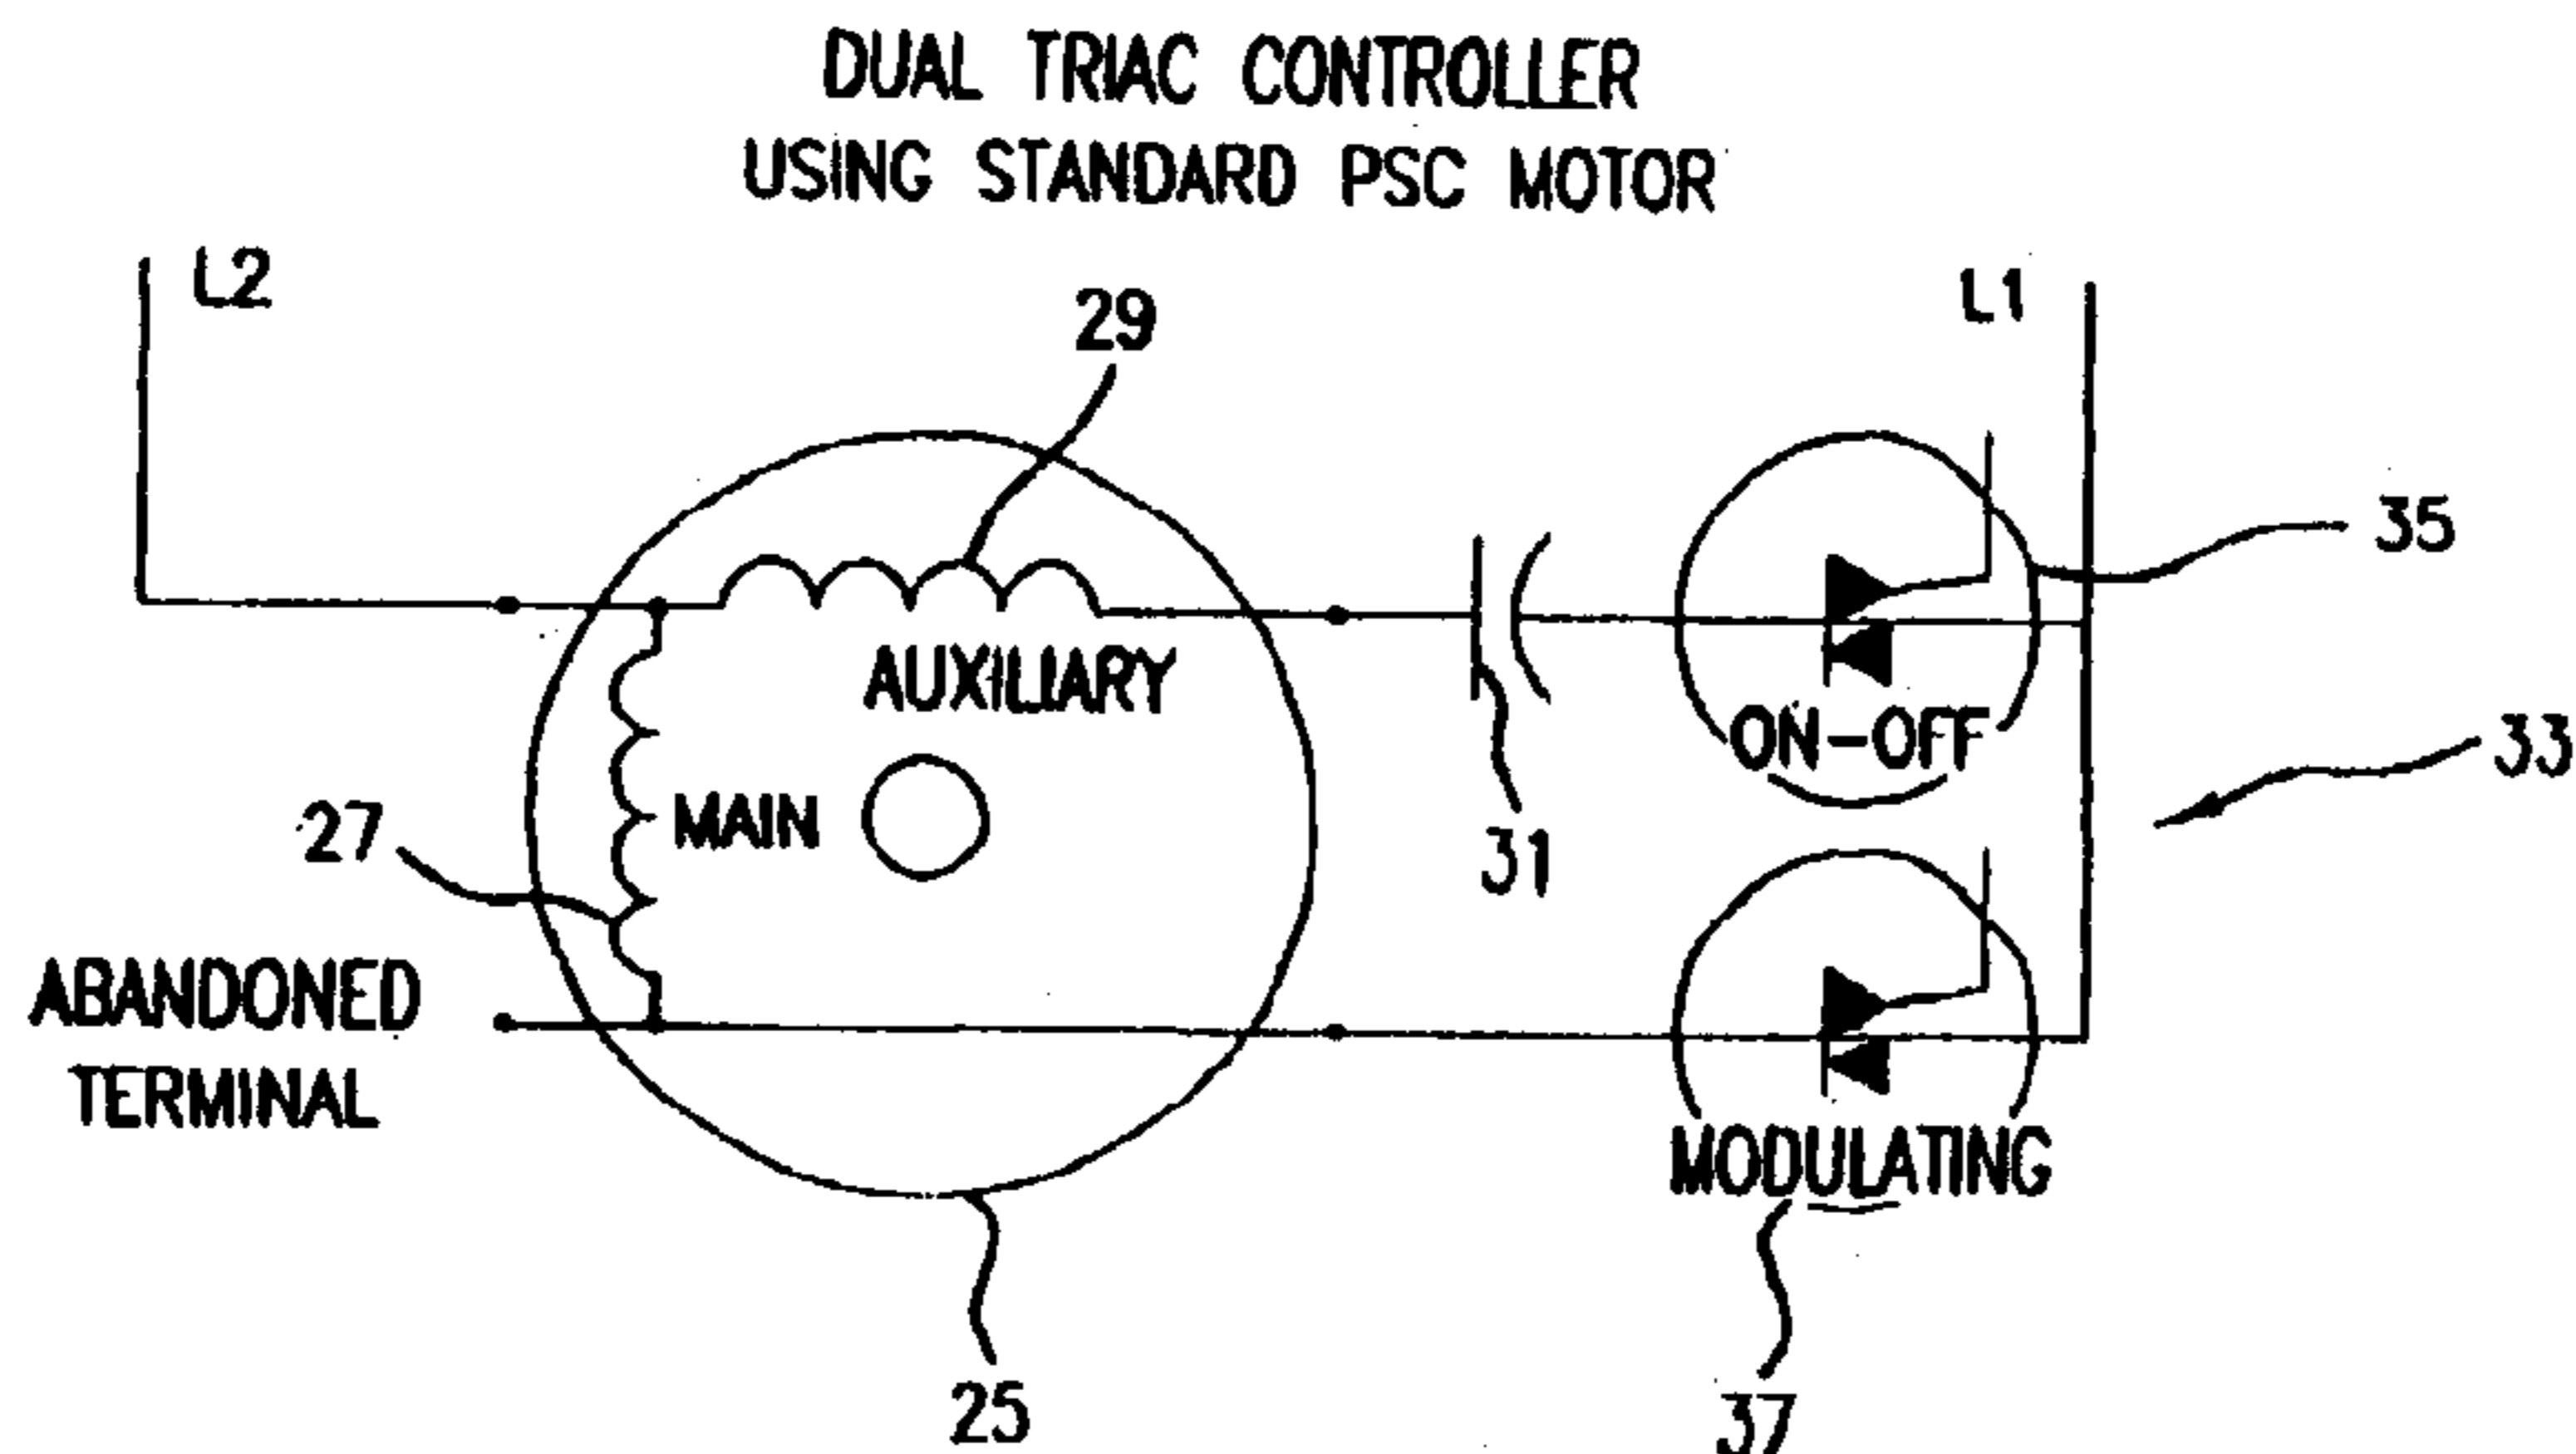 DUAL TRIAC CONTROLLER
USING STANDARD PSC MOTOR
L2
L1
29
35
AUXILIARY
ON-OFF
33
27
MAIN
31
ABANDONED
TERMINAL
MODULATING
25
37